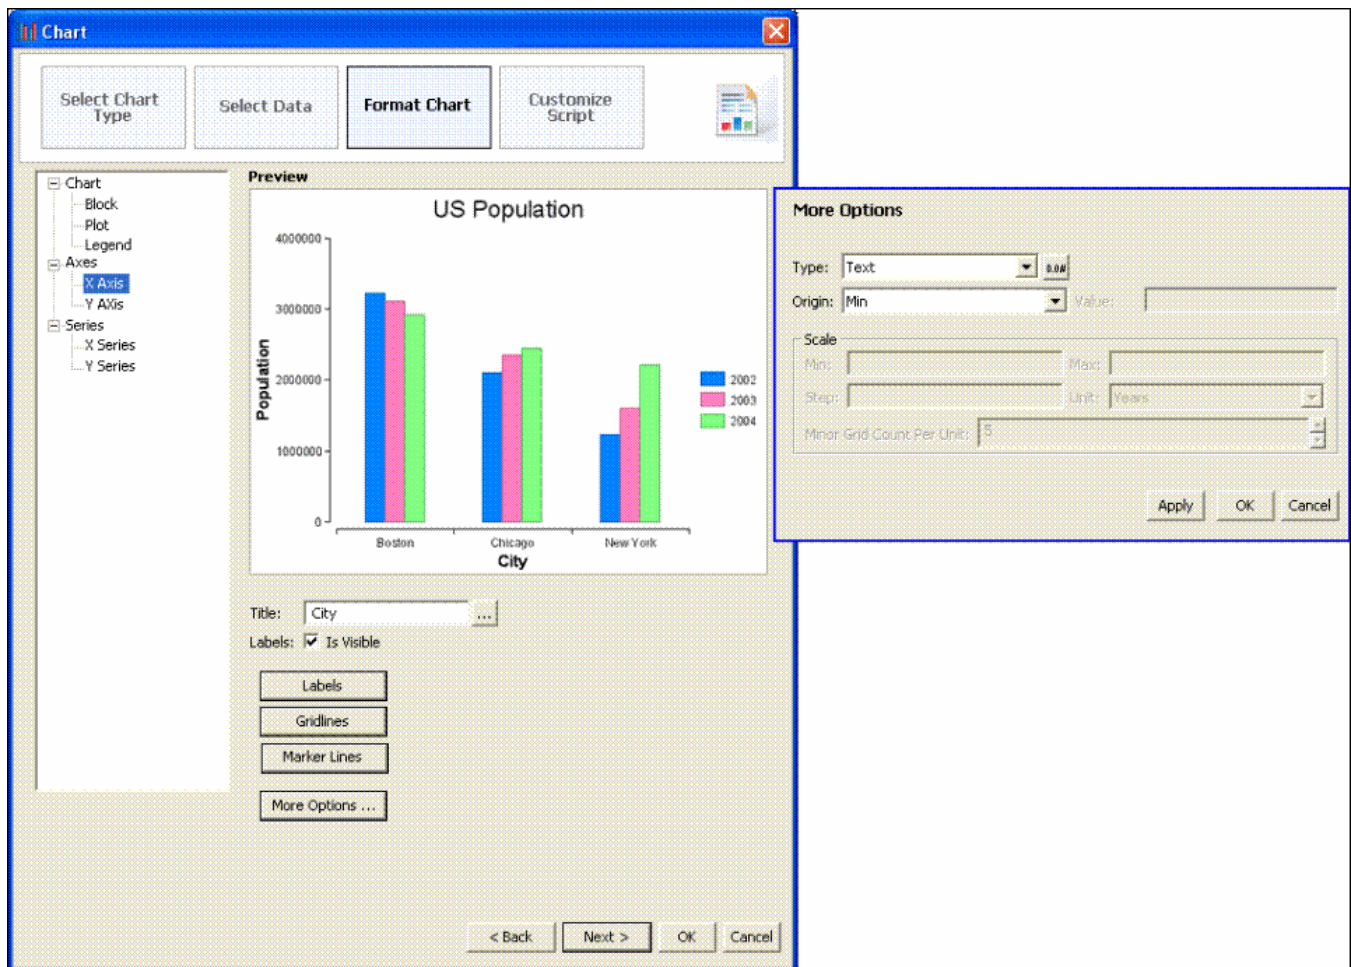 Chart
Select Chart Type
Select Data
Format Chart
Customize Script
Chart
Block
Plot
Legend
Axes
X Axis
Y AXis
Series
X Series
Y Series
Preview
US Population
4000000
3000000
2000000
1000000
0
Population
Boston
Chicago
New York
City
2002
2003
2004
Title: City ...
Labels: Is Visible
Labels
Gridlines
Marker Lines
More Options ...
< Back Next > OK Cancel
More Options
Type: Text 0.0#
Origin: Min Value:
Scale
Min: Max:
Step: Unit: Years
Minor Grid Count Per Unit: 5
Apply OK Cancel